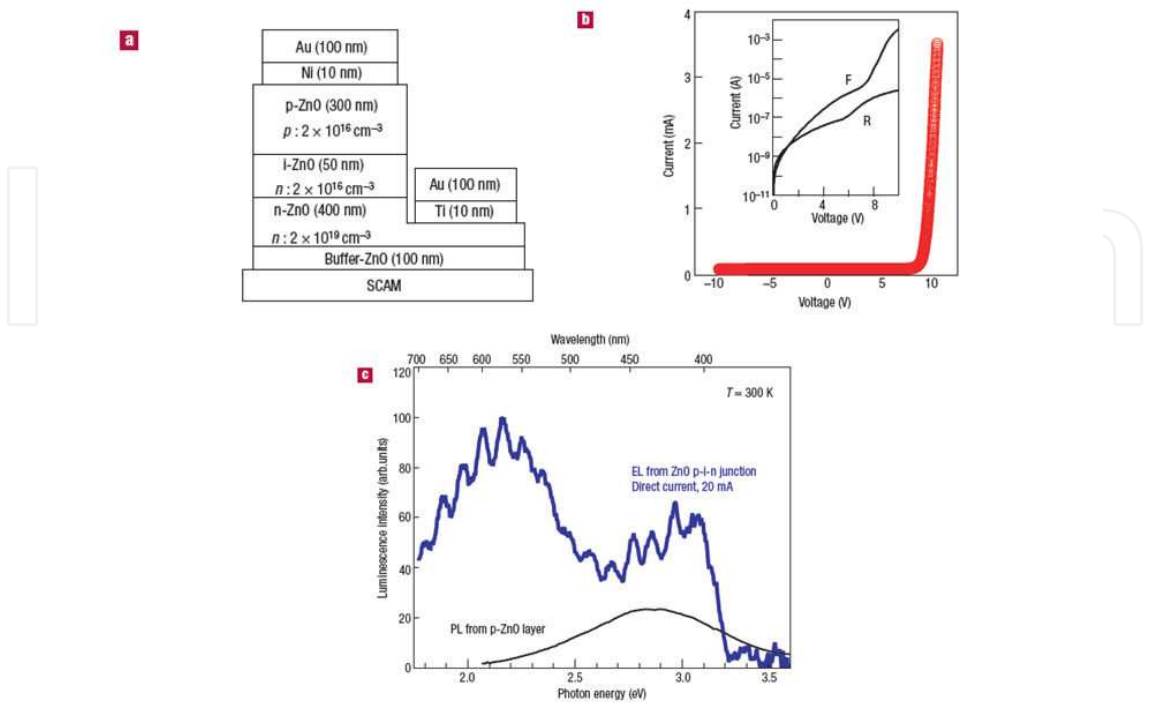 a
Au (100 nm)
Ni (10 nm)
p-ZnO (300 nm)
p : 2 × 10¹⁶ cm⁻³
i-ZnO (50 nm)
n : 2 × 10¹⁶ cm⁻³
n-ZnO (400 nm)
n : 2 × 10¹⁹ cm⁻³
Au (100 nm)
Ti (10 nm)
Buffer-ZnO (100 nm)
SCAM
b
Current (mA)
4
3
2
1
0
−10 −5 0 5 10
Voltage (V)
Current (A)
10⁻³
10⁻⁵
10⁻⁷
10⁻⁹
10⁻¹¹
F
R
0 4 8
Voltage (V)
c
Wavelength (nm)
700 650 600 550 500 450 400
Luminescence intensity (arb.units)
120
100
80
60
40
20
0
T = 300 K
EL from ZnO p-i-n junction
Direct current, 20 mA
PL from p-ZnO layer
2.0 2.5 3.0 3.5
Photon energy (eV)